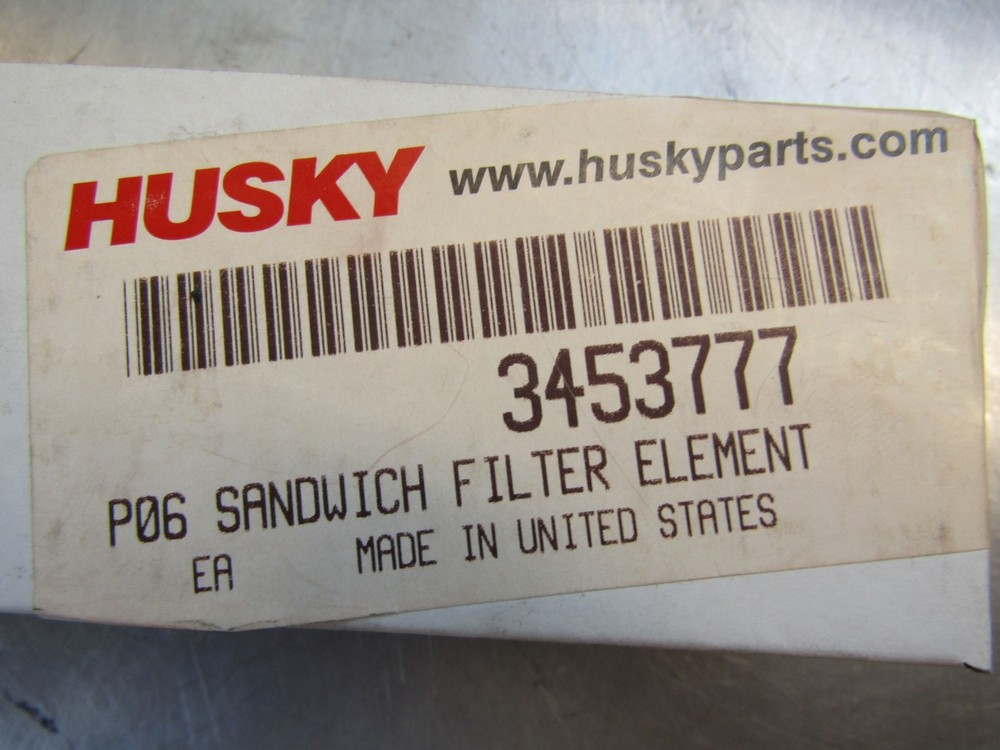 HUSKY www.huskyparts.com
3453777
P06 SANDWICH FILTER ELEMENT
EA MADE IN UNITED STATES